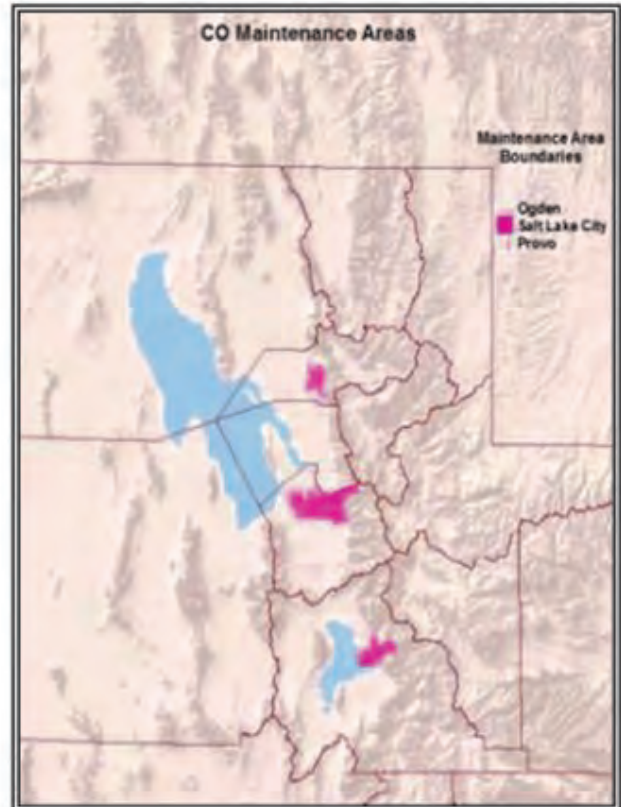 CO Maintenance Areas
Maintenance Area
Boundaries
Ogden
Salt Lake City
Provo